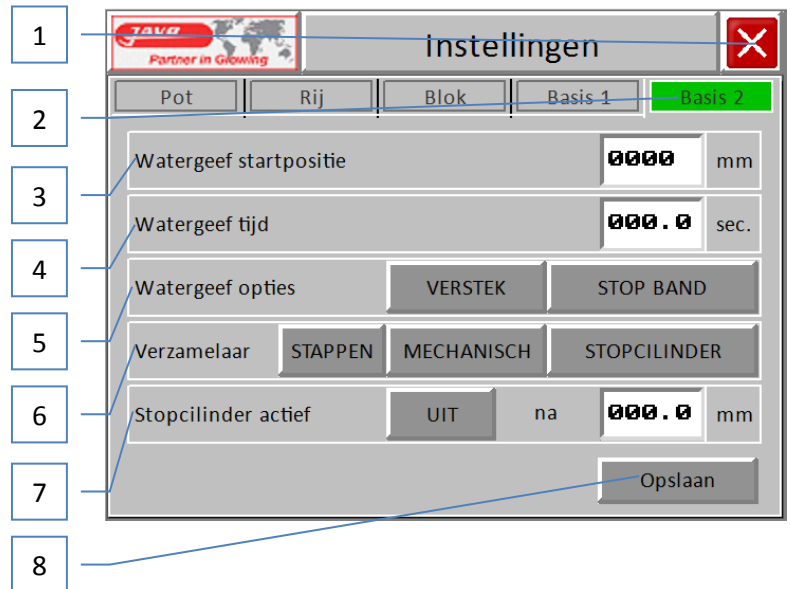 1
2
3
4
5
6
7
8
JAVO
Partner in Growing
Instellingen
Pot Rij Blok Basis 1 Basis 2
Watergeef startpositie 0000 mm
Watergeef tijd 000.0 sec.
Watergeef opties VERSTEK STOP BAND
Verzamelaar STAPPEN MECHANISCH STOPCILINDER
Stopcilinder actief UIT na 000.0 mm
Opslaan